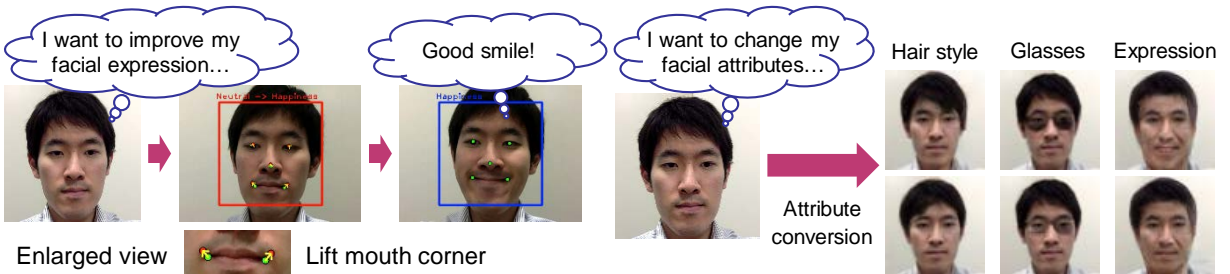 I want to improve my
facial expression…
Good smile!
I want to change my
facial attributes…
Hair style
Glasses
Expression
Neutral -> Happiness
Happiness
Attribute
conversion
Enlarged view
Lift mouth corner